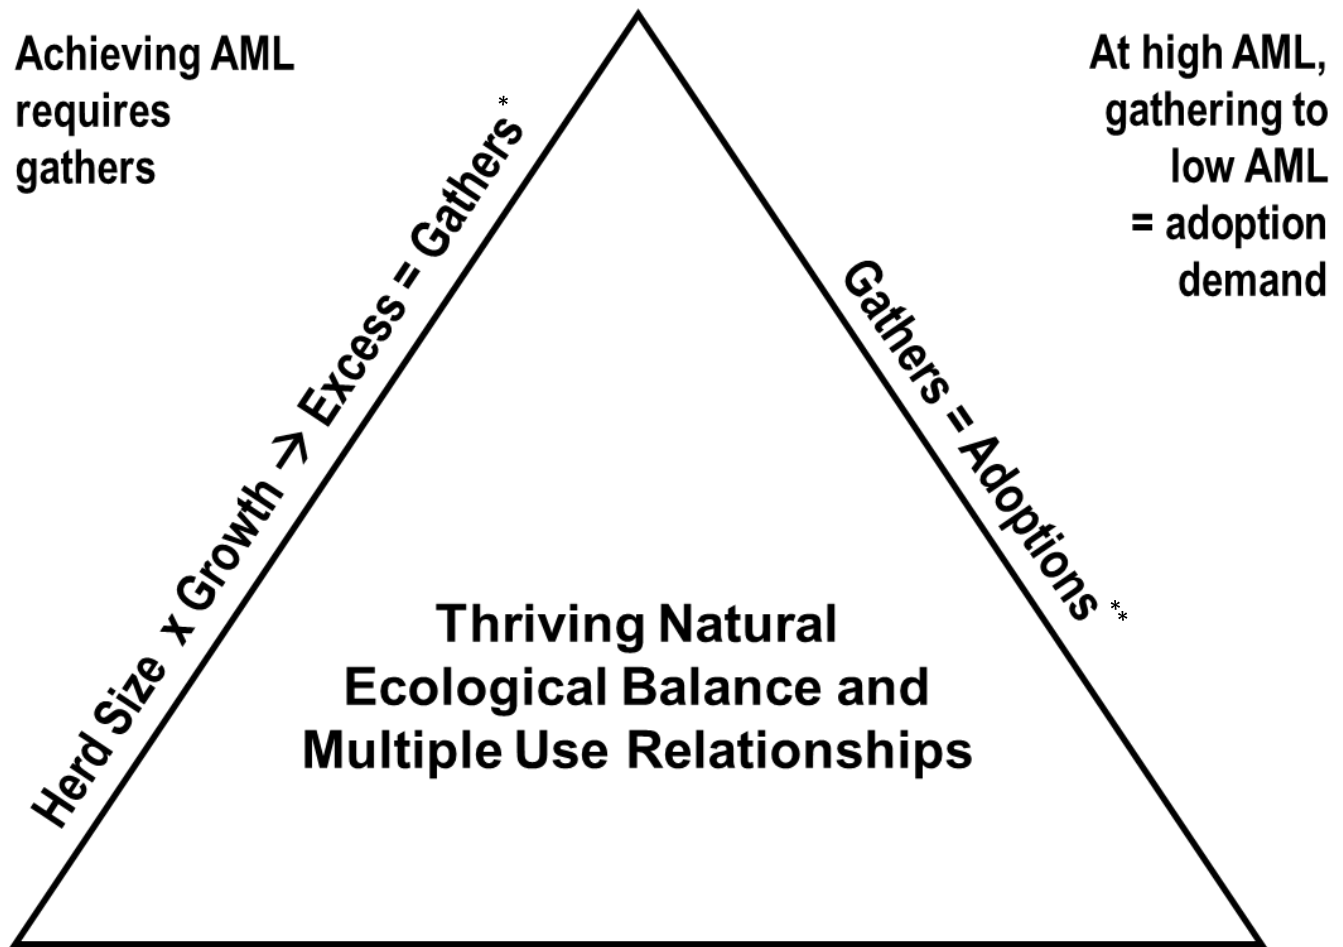 Achieving AML
requires
gathers
At high AML,
gathering to
low AML
= adoption
demand
Herd Size x Growth → Excess = Gathers*
Gathers = Adoptions**
Thriving Natural
Ecological Balance and
Multiple Use Relationships